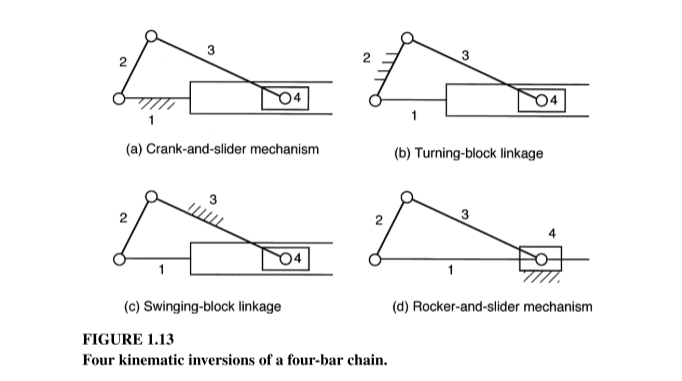 2
3
4
1
(a) Crank-and-slider mechanism
2
3
4
1
(b) Turning-block linkage
2
3
4
1
(c) Swinging-block linkage
2
3
4
1
(d) Rocker-and-slider mechanism
FIGURE 1.13
Four kinematic inversions of a four-bar chain.